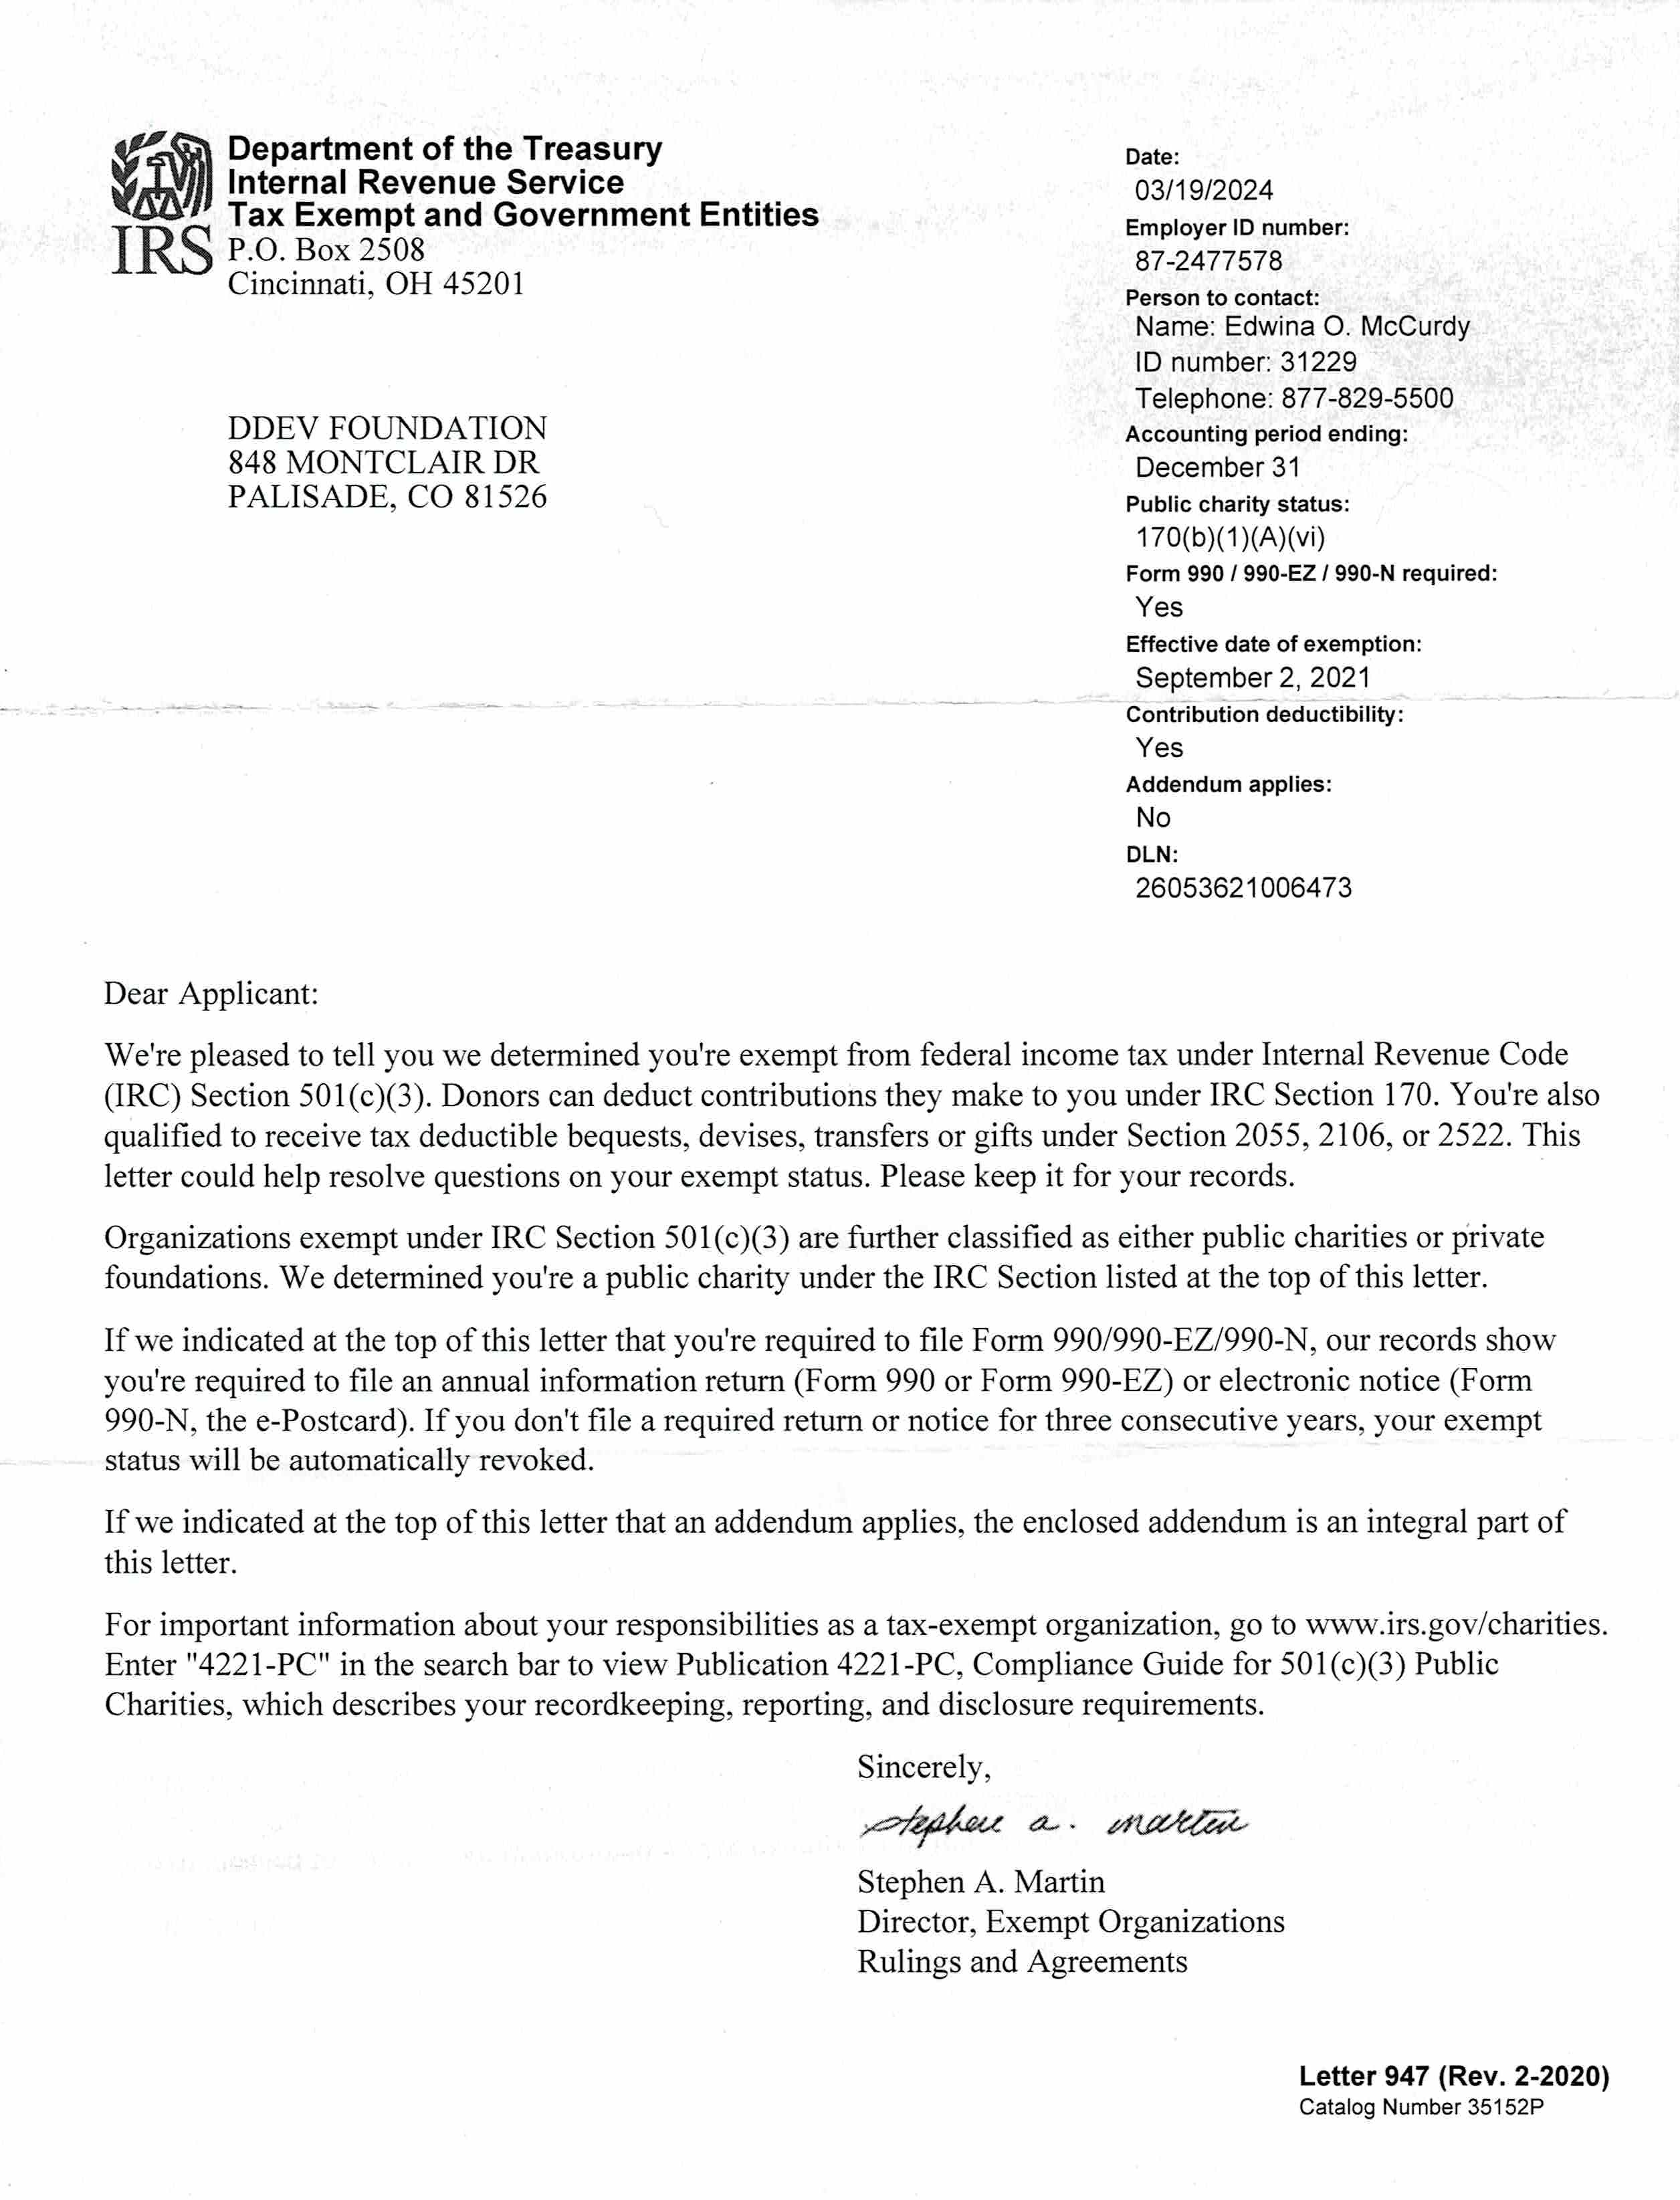 Department of the Treasury
Internal Revenue Service
Tax Exempt and Government Entities
IRS
P.O. Box 2508
Cincinnati, OH 45201
DDEV FOUNDATION
848 MONTCLAIR DR
PALISADE, CO 81526
Date:
03/19/2024
Employer ID number:
87-2477578
Person to contact:
Name: Edwina O. McCurdy
ID number: 31229
Telephone: 877-829-5500
Accounting period ending:
December 31
Public charity status:
170(b)(1)(A)(vi)
Form 990 / 990-EZ / 990-N required:
Yes
Effective date of exemption:
September 2, 2021
Contribution deductibility:
Yes
Addendum applies:
No
DLN:
26053621006473
Dear Applicant:
We're pleased to tell you we determined you're exempt from federal income tax under Internal Revenue Code
(IRC) Section 501(c)(3). Donors can deduct contributions they make to you under IRC Section 170. You're also
qualified to receive tax deductible bequests, devises, transfers or gifts under Section 2055, 2106, or 2522. This
letter could help resolve questions on your exempt status. Please keep it for your records.
Organizations exempt under IRC Section 501(c)(3) are further classified as either public charities or private
foundations. We determined you're a public charity under the IRC Section listed at the top of this letter.
If we indicated at the top of this letter that you're required to file Form 990/990-EZ/990-N, our records show
you're required to file an annual information return (Form 990 or Form 990-EZ) or electronic notice (Form
990-N, the e-Postcard). If you don't file a required return or notice for three consecutive years, your exempt
status will be automatically revoked.
If we indicated at the top of this letter that an addendum applies, the enclosed addendum is an integral part of
this letter.
For important information about your responsibilities as a tax-exempt organization, go to www.irs.gov/charities.
Enter "4221-PC" in the search bar to view Publication 4221-PC, Compliance Guide for 501(c)(3) Public
Charities, which describes your recordkeeping, reporting, and disclosure requirements.
Sincerely,
stephen a. martin
Stephen A. Martin
Director, Exempt Organizations
Rulings and Agreements
Letter 947 (Rev. 2-2020)
Catalog Number 35152P